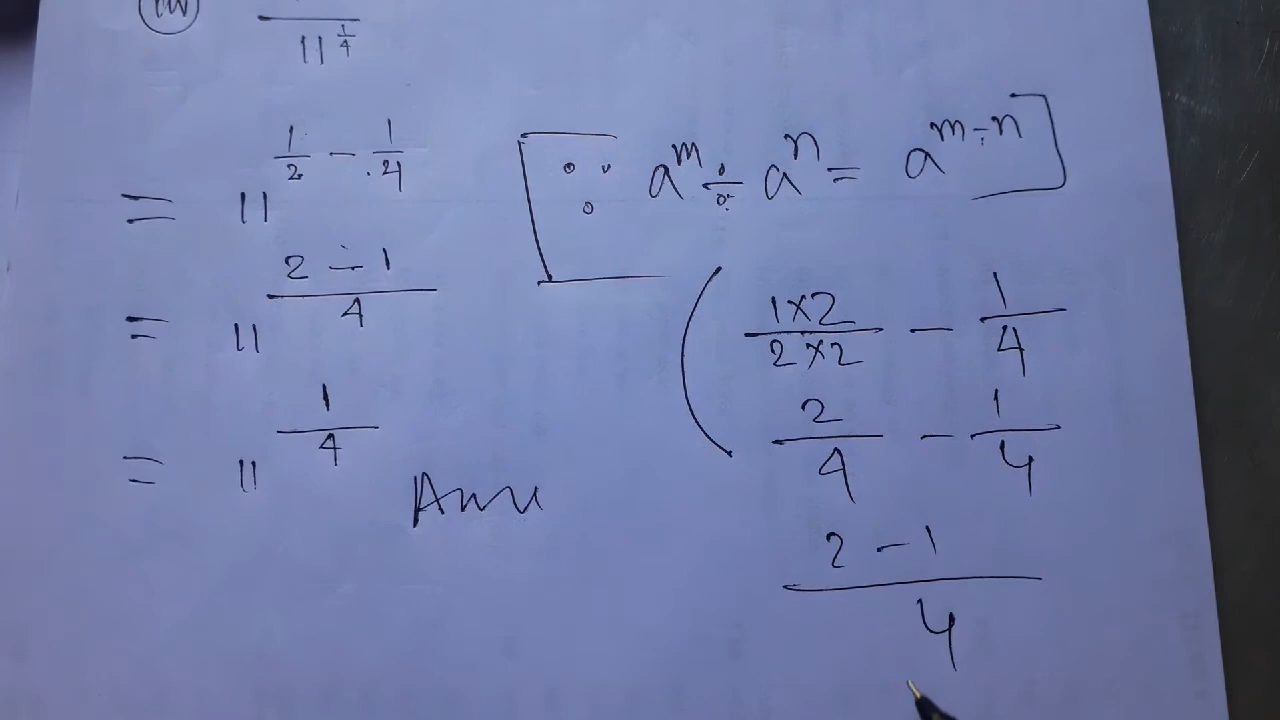 (iii)
11^{1/4}
= 11^{1/2 - 1/4} [∵ a^m ÷ a^n = a^{m-n}]
= 11^{(2-1)/4}
= 11^{1/4} Ans
( (1×2)/(2×2) - 1/4
2/4 - 1/4
(2-1)/4